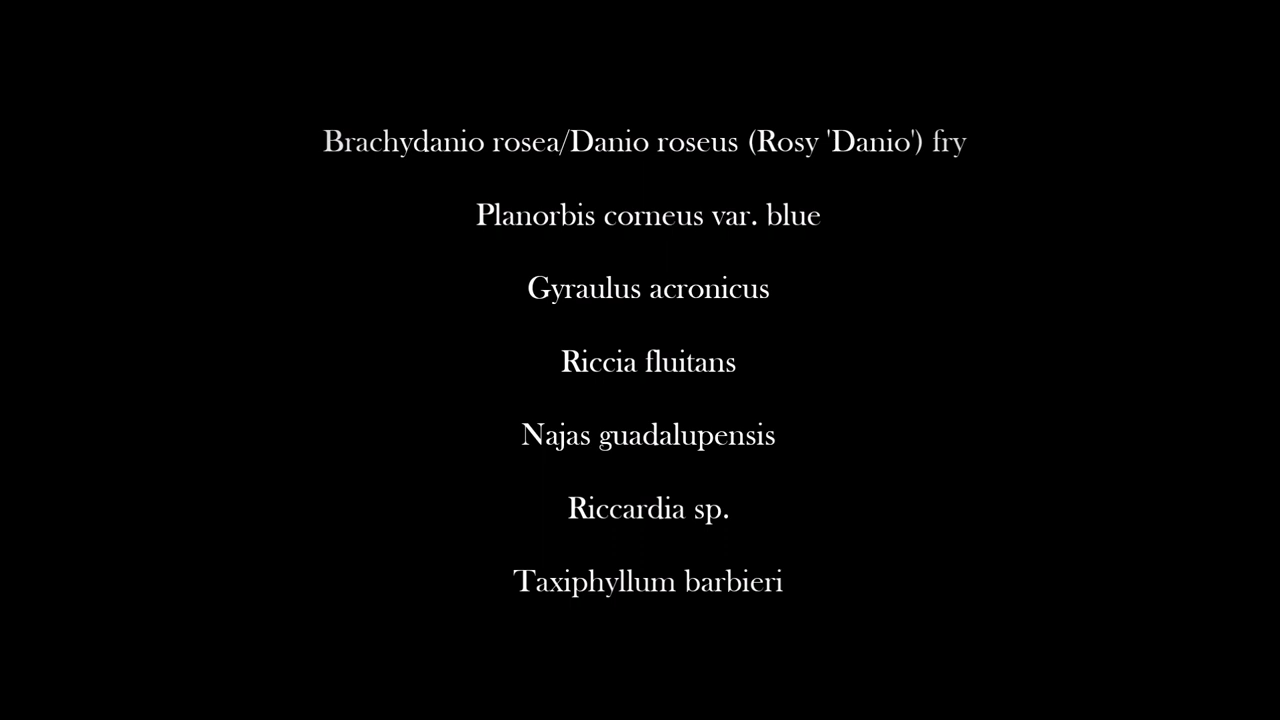 Brachydanio rosea/Danio roseus (Rosy 'Danio') fry
Planorbis corneus var. blue
Gyraulus acronicus
Riccia fluitans
Najas guadalupensis
Riccardia sp.
Taxiphyllum barbieri